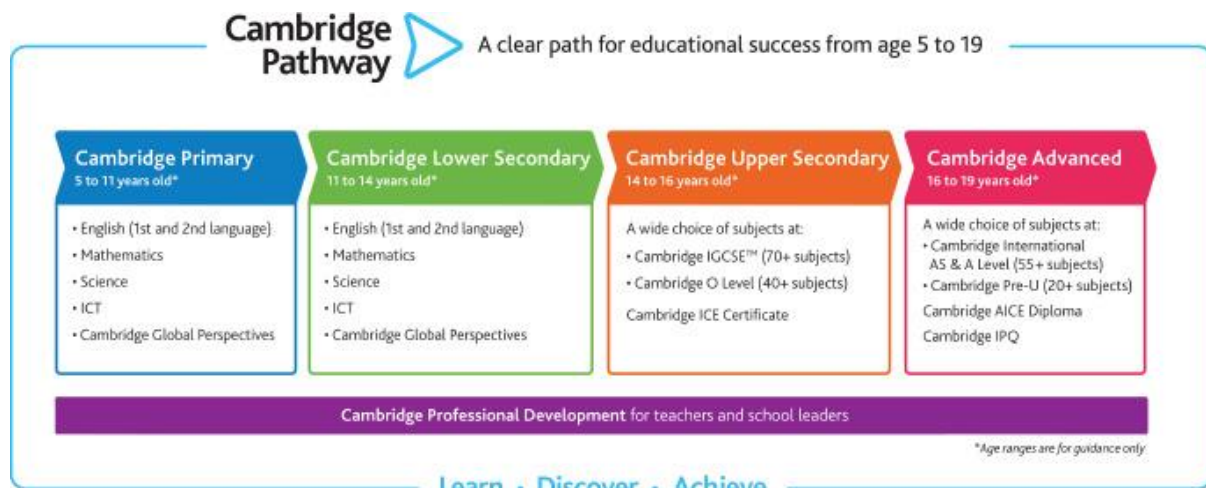 Cambridge
Pathway
A clear path for educational success from age 5 to 19
Cambridge Primary
5 to 11 years old*
• English (1st and 2nd language)
• Mathematics
• Science
• ICT
• Cambridge Global Perspectives
Cambridge Lower Secondary
11 to 14 years old*
• English (1st and 2nd language)
• Mathematics
• Science
• ICT
• Cambridge Global Perspectives
Cambridge Upper Secondary
14 to 16 years old*
A wide choice of subjects at:
• Cambridge IGCSE™ (70+ subjects)
• Cambridge O Level (40+ subjects)
Cambridge ICE Certificate
Cambridge Advanced
16 to 19 years old*
A wide choice of subjects at:
• Cambridge International
AS & A Level (55+ subjects)
• Cambridge Pre-U (20+ subjects)
Cambridge AICE Diploma
Cambridge IPQ
Cambridge Professional Development for teachers and school leaders
*Age ranges are for guidance only
Learn • Discover • Achieve